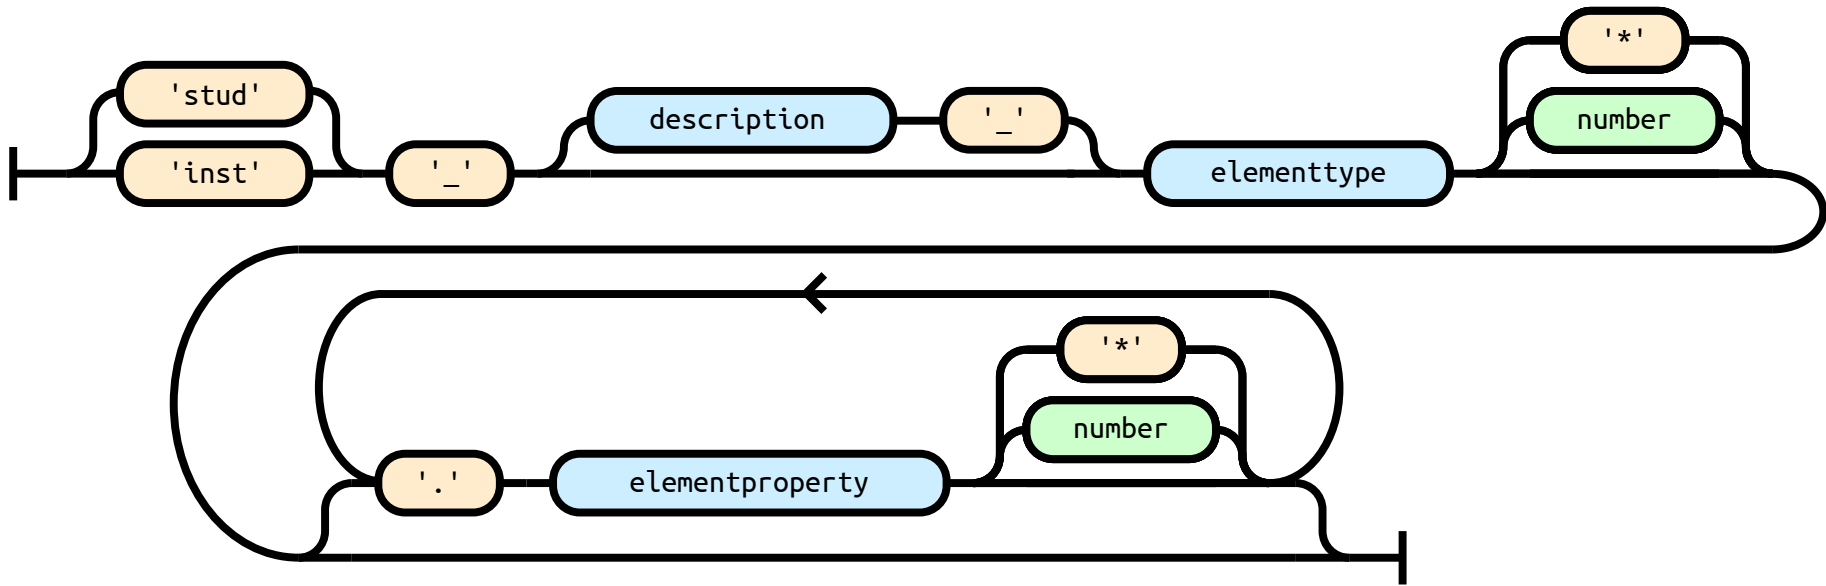 '*'
'stud'
description '_' number
'inst' '_' elementtype
'*'
number
'.' elementproperty